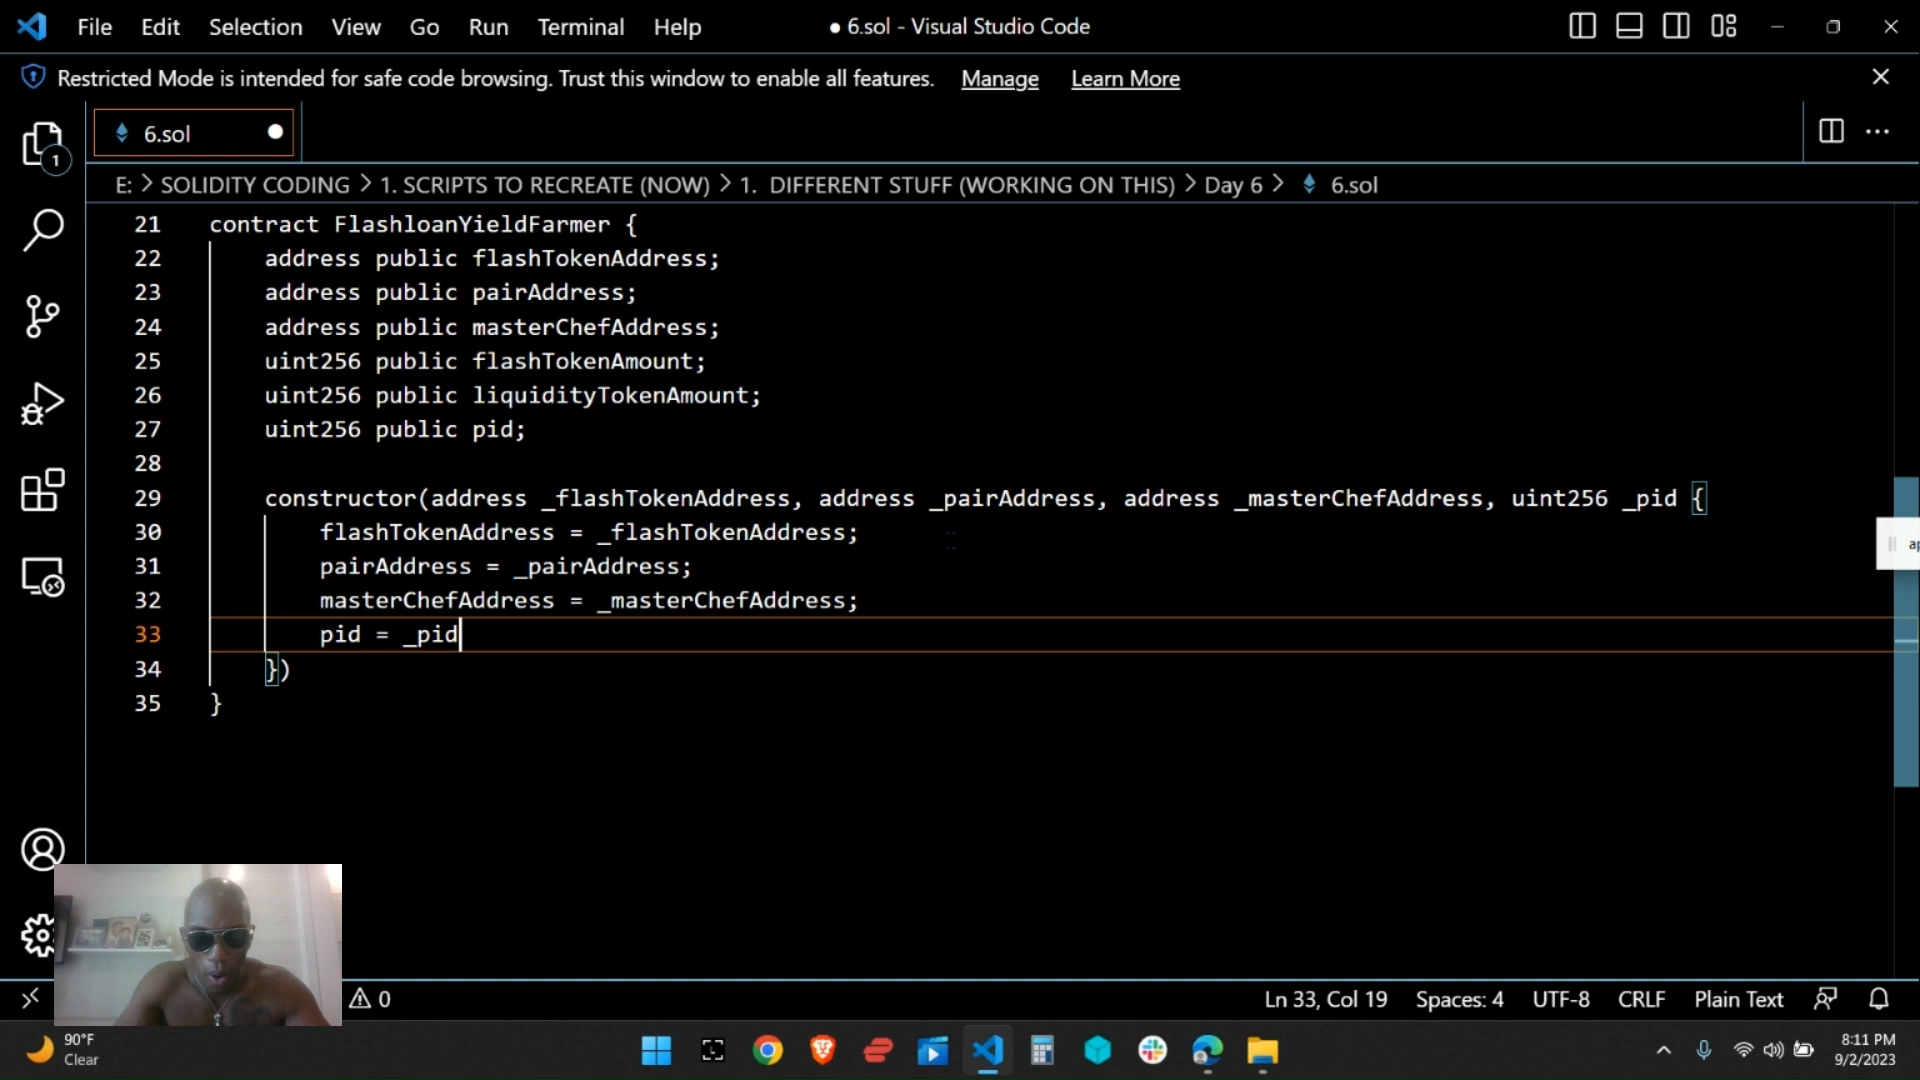 File Edit Selection View Go Run Terminal Help ● 6.sol - Visual Studio Code
Restricted Mode is intended for safe code browsing. Trust this window to enable all features. Manage Learn More
6.sol
1
E: > SOLIDITY CODING > 1. SCRIPTS TO RECREATE (NOW) > 1. DIFFERENT STUFF (WORKING ON THIS) > Day 6 > 6.sol
21 contract FlashloanYieldFarmer {
22 address public flashTokenAddress;
23 address public pairAddress;
24 address public masterChefAddress;
25 uint256 public flashTokenAmount;
26 uint256 public liquidityTokenAmount;
27 uint256 public pid;
28
29 constructor(address _flashTokenAddress, address _pairAddress, address _masterChefAddress, uint256 _pid {
30 flashTokenAddress = _flashTokenAddress;
31 pairAddress = _pairAddress;
32 masterChefAddress = _masterChefAddress;
33 pid = _pid
34 })
35 }
0
Ln 33, Col 19 Spaces: 4 UTF-8 CRLF Plain Text
90°F
Clear
8:11 PM
9/2/2023